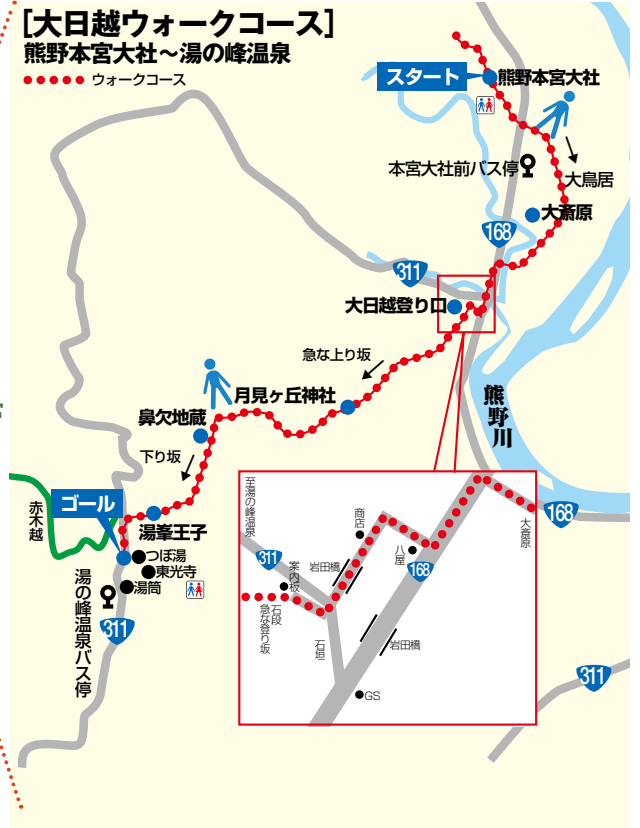 [大日越ウォークコース]
熊野本宮大社～湯の峰温泉
ウォークコース
スタート
熊野本宮大社
本宮大社前バス停
大鳥居
大斎原
168
311
大日越登り口
急な上り坂
月見ヶ丘神社
鼻欠地蔵
下り坂
熊野川
赤木越
ゴール
湯峯王子
つぼ湯
東光寺
湯筒
湯の峰温泉バス停
311
至湯の峰温泉
商店
168
大斎原
311
案内板
岩田橋
八屋
168
石段
急な登り坂
石垣
岩田橋
GS
311